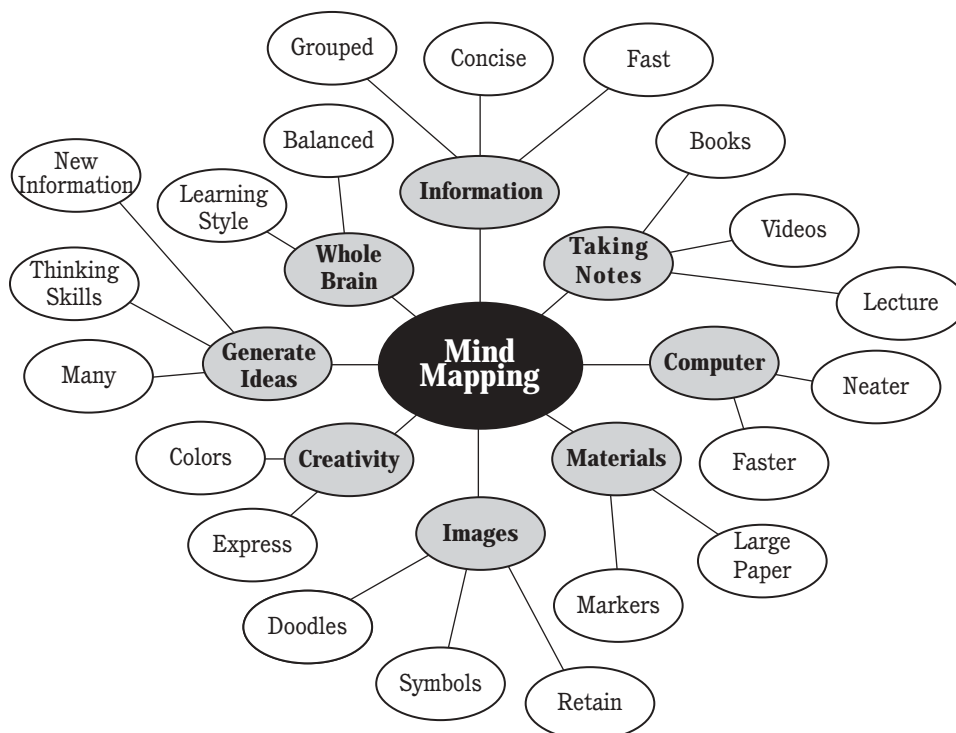 Grouped
Concise
Fast
Balanced
Books
New
Information
Learning
Style
Information
Whole
Brain
Taking
Notes
Videos
Thinking
Skills
Lecture
Generate
Ideas
Mind
Mapping
Computer
Many
Neater
Colors
Creativity
Materials
Faster
Express
Images
Large
Paper
Doodles
Markers
Symbols
Retain